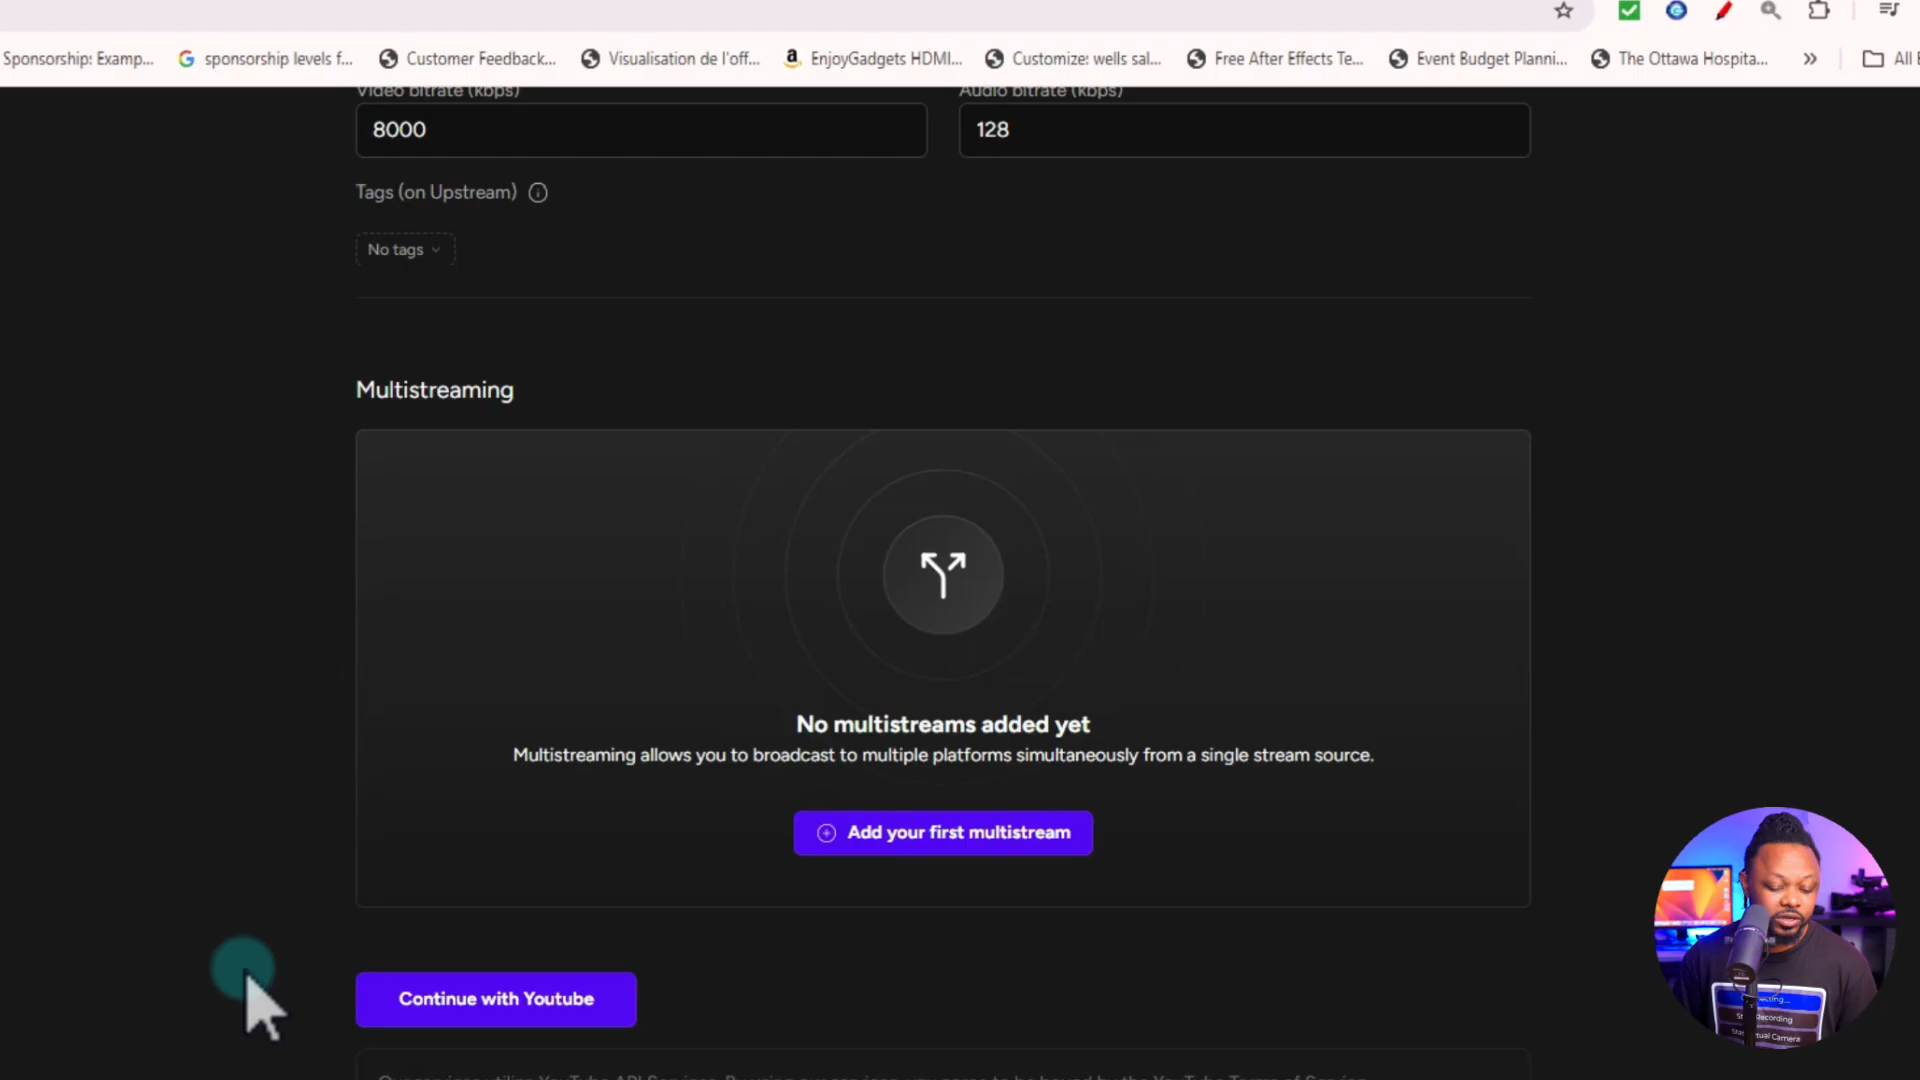 Sponsorship: Examp...
sponsorship levels f...
Customer Feedback...
Visualisation de l'off...
EnjoyGadgets HDMI...
Customize: wells sal...
Free After Effects Te...
Event Budget Planni...
The Ottawa Hospita...
All
Video bitrate (kbps)
Audio bitrate (kbps)
8000
128
Tags (on Upstream)
No tags
Multistreaming
No multistreams added yet
Multistreaming allows you to broadcast to multiple platforms simultaneously from a single stream source.
Add your first multistream
Continue with Youtube